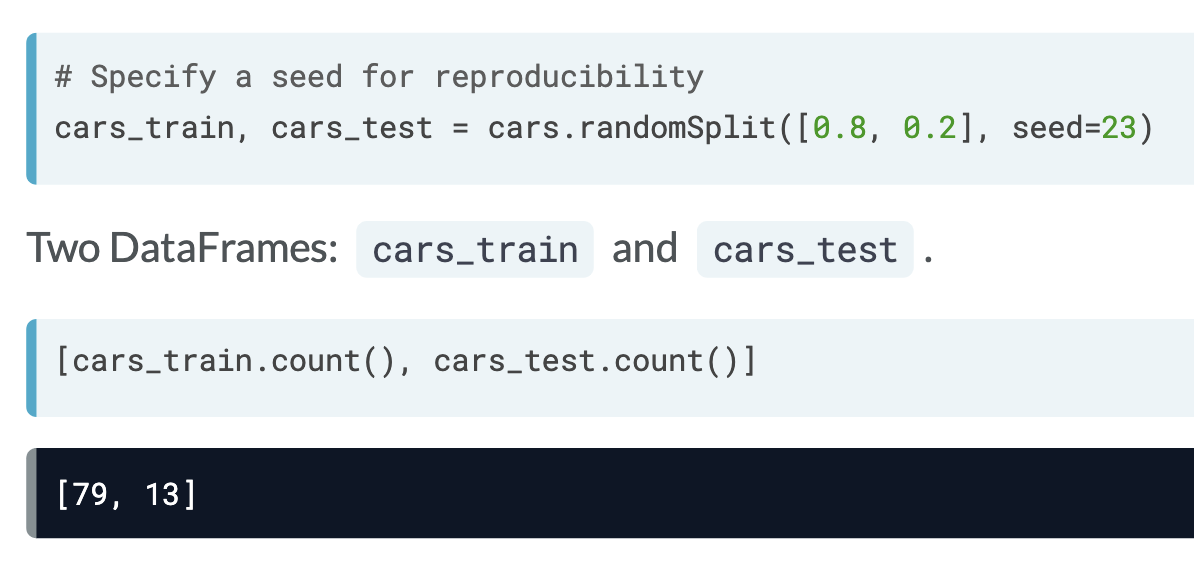 # Specify a seed for reproducibility
cars_train, cars_test = cars.randomSplit([0.8, 0.2], seed=23)
Two DataFrames: cars_train and cars_test .
[cars_train.count(), cars_test.count()]
[79, 13]